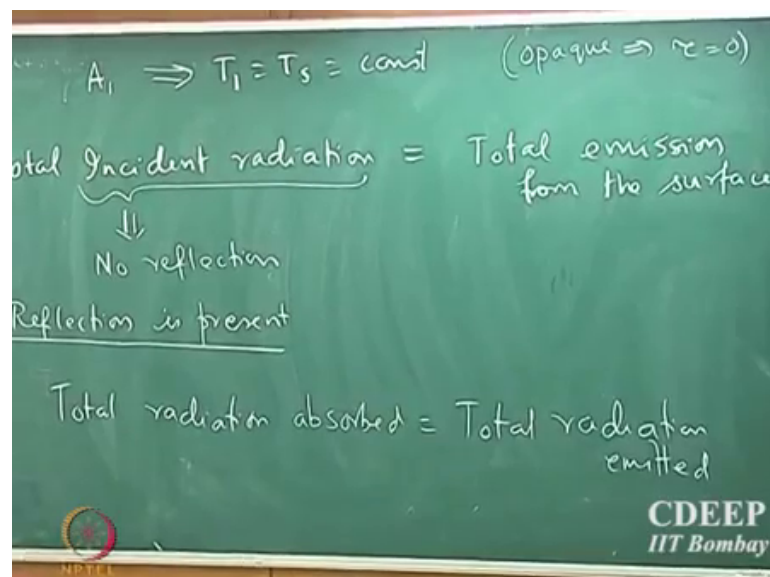 A₁ ⟹ T₁ = Tₛ = const (opaque ⟹ τ = 0)
otal Incident radiation = Total emission
from the surface
⇓
No reflection
Reflection is present
Total radiation absorbed = Total radiation
emitted
CDEEP
IIT Bombay
NPTEL